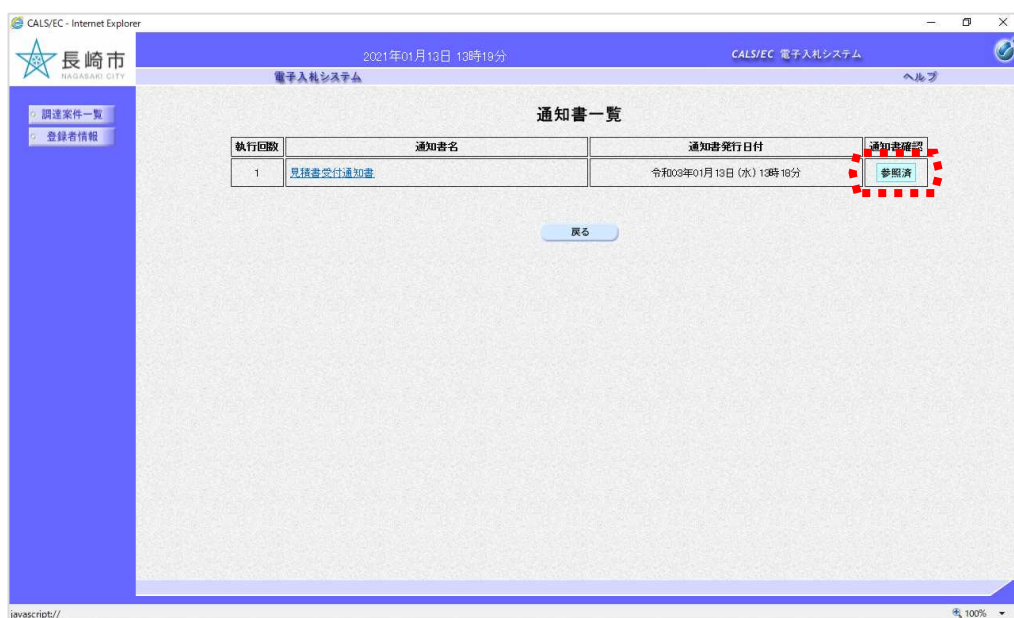 CALS/EC - Internet Explorer
長崎市
NAGASAKI CITY
2021年01月13日 13時19分
CALS/EC 電子入札システム
電子入札システム
ヘルプ
調達案件一覧
登録者情報
通知書一覧
執行回数 通知書名 通知書発行日付 通知書確認
1 見積書受付通知書 令和03年01月13日 (水) 13時18分 参照済
戻る
javascript://
100%